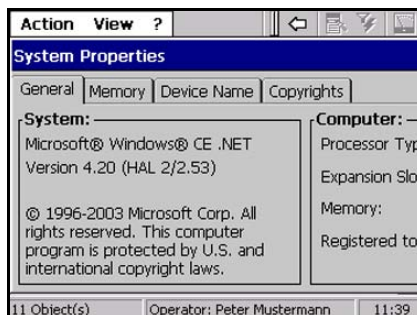 Action View ?
System Properties
General Memory Device Name Copyrights
System:
Microsoft® Windows® CE .NET
Version 4.20 (HAL 2/2.53)
© 1996-2003 Microsoft Corp. All
rights reserved. This computer
program is protected by U.S. and
international copyright laws.
Computer:
Processor Typ
Expansion Slo
Memory:
Registered to
11 Object(s) Operator: Peter Mustermann 11:39